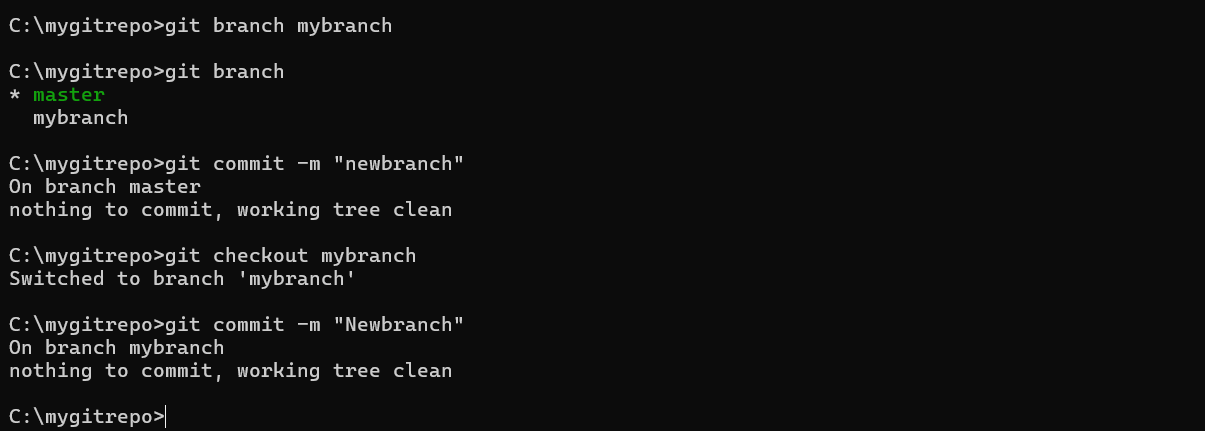 C:\mygitrepo>git branch mybranch
C:\mygitrepo>git branch
* master
  mybranch
C:\mygitrepo>git commit -m "newbranch"
On branch master
nothing to commit, working tree clean
C:\mygitrepo>git checkout mybranch
Switched to branch 'mybranch'
C:\mygitrepo>git commit -m "Newbranch"
On branch mybranch
nothing to commit, working tree clean
C:\mygitrepo>